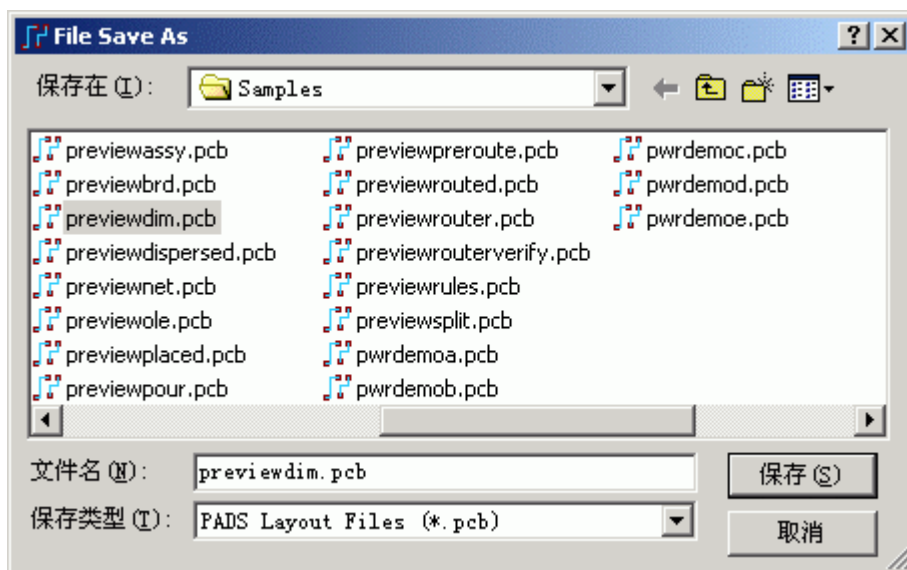 File Save As
保存在(I): Samples
previewassy.pcb previewpreroute.pcb pwrdemoc.pcb
previewbrd.pcb previewrouted.pcb pwrdemod.pcb
previewdim.pcb previewrouter.pcb pwrdemoe.pcb
previewdispersed.pcb previewrouterverify.pcb
previewnet.pcb previewrules.pcb
previewole.pcb previewsplit.pcb
previewplaced.pcb pwrdemoa.pcb
previewpour.pcb pwrdemob.pcb
文件名(N): previewdim.pcb 保存(S)
保存类型(T): PADS Layout Files (*.pcb) 取消